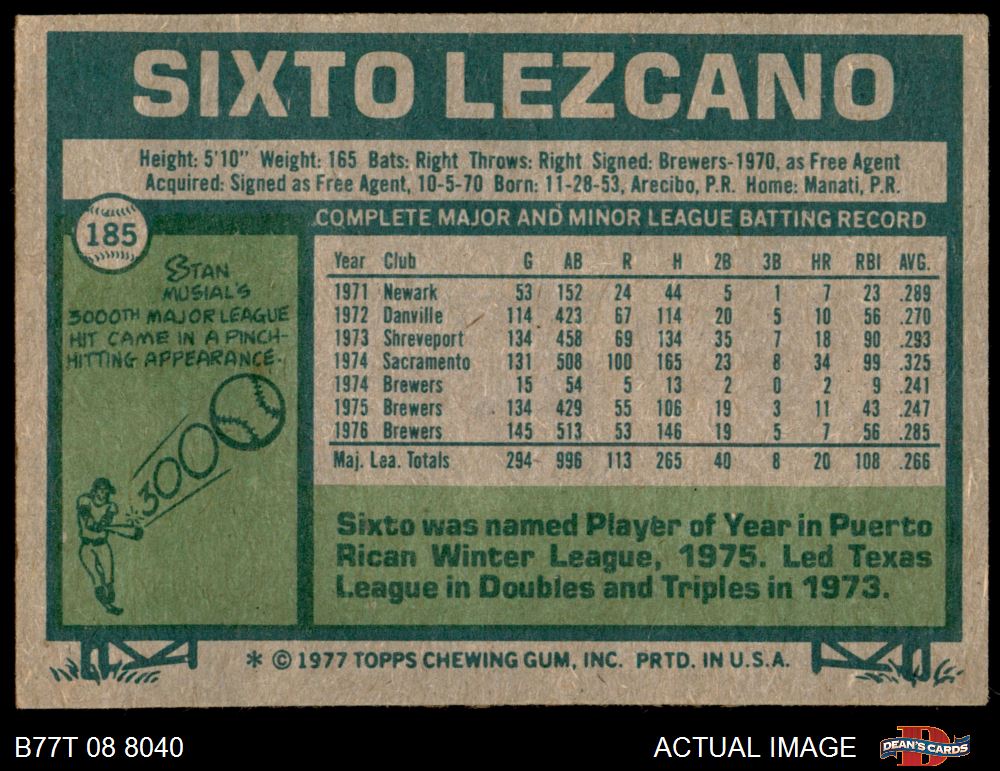 SIXTO LEZCANO
Height: 5'10" Weight: 165 Bats: Right Throws: Right Signed: Brewers-1970, as Free Agent
Acquired: Signed as Free Agent, 10-5-70 Born: 11-28-53, Arecibo, P.R. Home: Manati, P.R.
185
STAN
MUSIAL'S
3000TH MAJOR LEAGUE
HIT CAME IN A PINCH-
HITTING APPEARANCE.
3000
COMPLETE MAJOR AND MINOR LEAGUE BATTING RECORD
Year Club G AB R H 2B 3B HR RBI AVG.
1971 Newark 53 152 24 44 5 1 7 23 .289
1972 Danville 114 423 67 114 20 5 10 56 .270
1973 Shreveport 134 458 69 134 35 7 18 90 .293
1974 Sacramento 131 508 100 165 23 8 34 99 .325
1974 Brewers 15 54 5 13 2 0 2 9 .241
1975 Brewers 134 429 55 106 19 3 11 43 .247
1976 Brewers 145 513 53 146 19 5 7 56 .285
Maj. Lea. Totals 294 996 113 265 40 8 20 108 .266
Sixto was named Player of Year in Puerto
Rican Winter League, 1975. Led Texas
League in Doubles and Triples in 1973.
* © 1977 TOPPS CHEWING GUM, INC. PRTD. IN U.S.A.
B77T 08 8040
ACTUAL IMAGE
D
DEAN'S CARDS